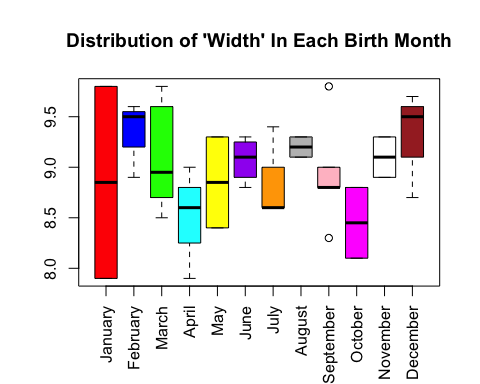 Distribution of 'Width' In Each Birth Month
9.5
9.0
8.5
8.0
January
February
March
April
May
June
July
August
September
October
November
December